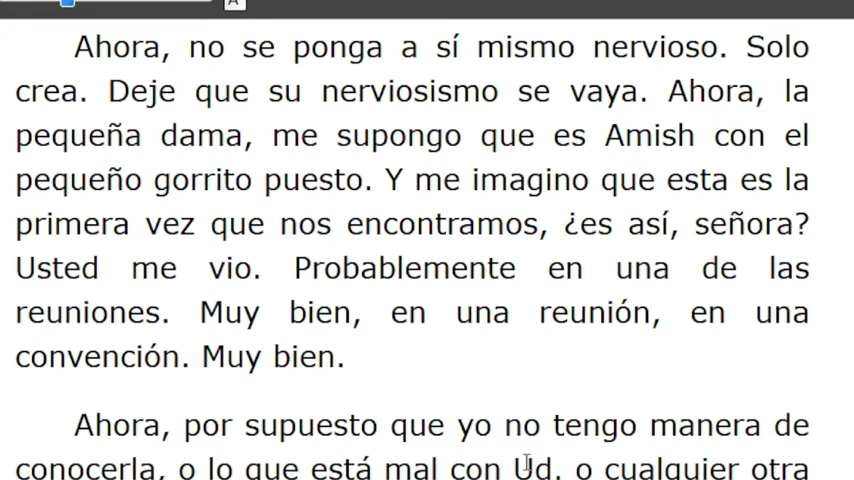 A
Ahora, no se ponga a sí mismo nervioso. Solo
crea. Deje que su nerviosismo se vaya. Ahora, la
pequeña dama, me supongo que es Amish con el
pequeño gorrito puesto. Y me imagino que esta es la
primera vez que nos encontramos, ¿es así, señora?
Usted me vio. Probablemente en una de las
reuniones. Muy bien, en una reunión, en una
convención. Muy bien.
Ahora, por supuesto que yo no tengo manera de
conocerla, o lo que está mal con Ud. o cualquier otra